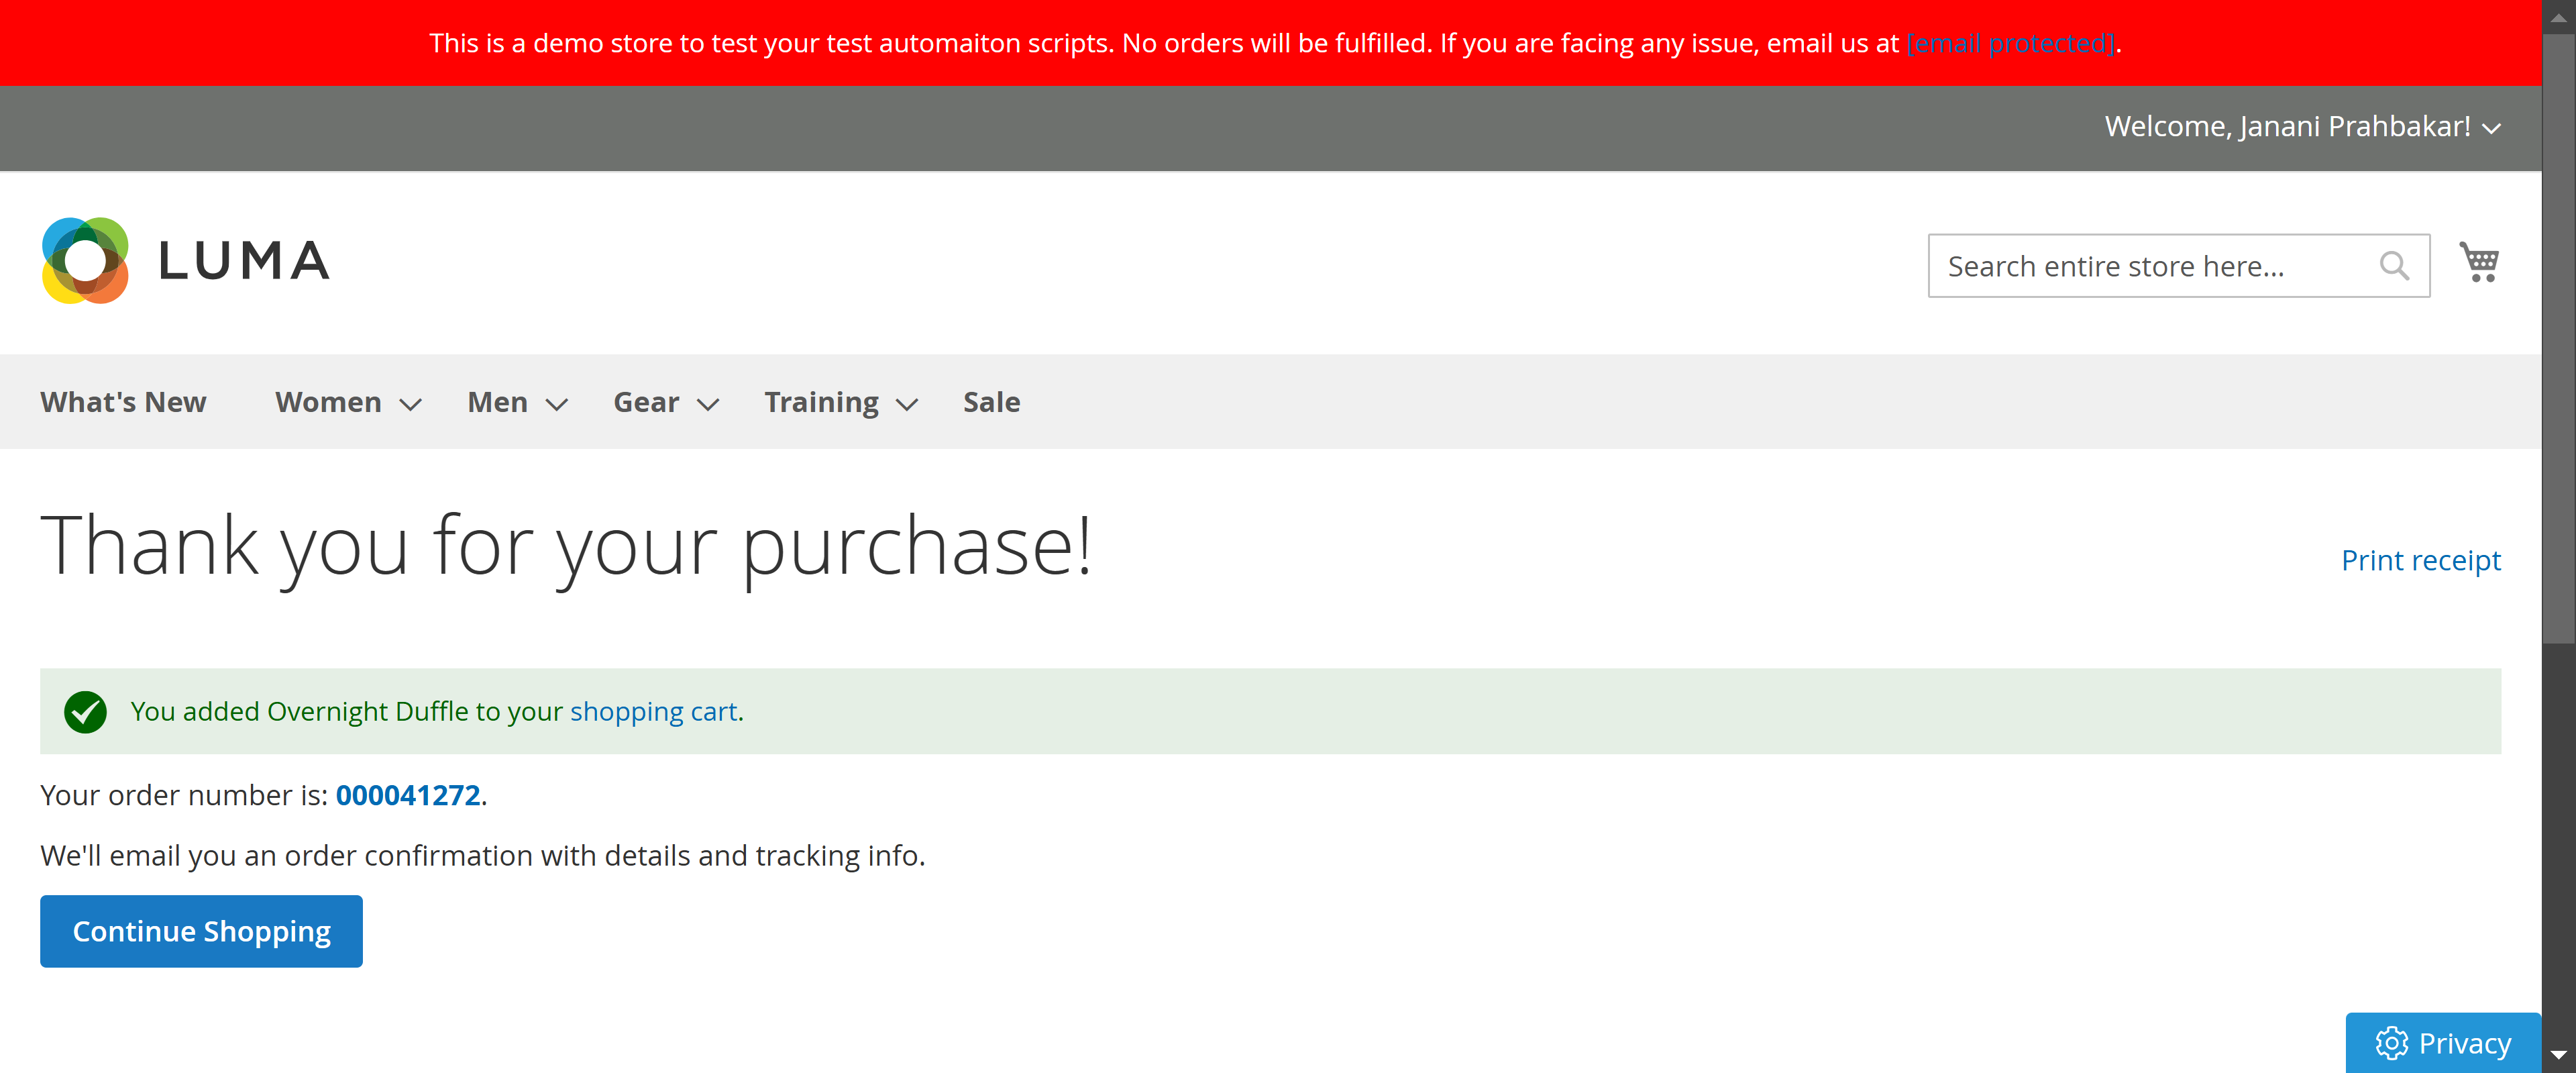 This is a demo store to test your test automaiton scripts. No orders will be fulfilled. If you are facing any issue, email us at [email protected].
Welcome, Janani Prahbakar!
LUMA
Search entire store here...
What's New Women Men Gear Training Sale
Thank you for your purchase!
Print receipt
You added Overnight Duffle to your shopping cart.
Your order number is: 000041272.
We'll email you an order confirmation with details and tracking info.
Continue Shopping
Privacy